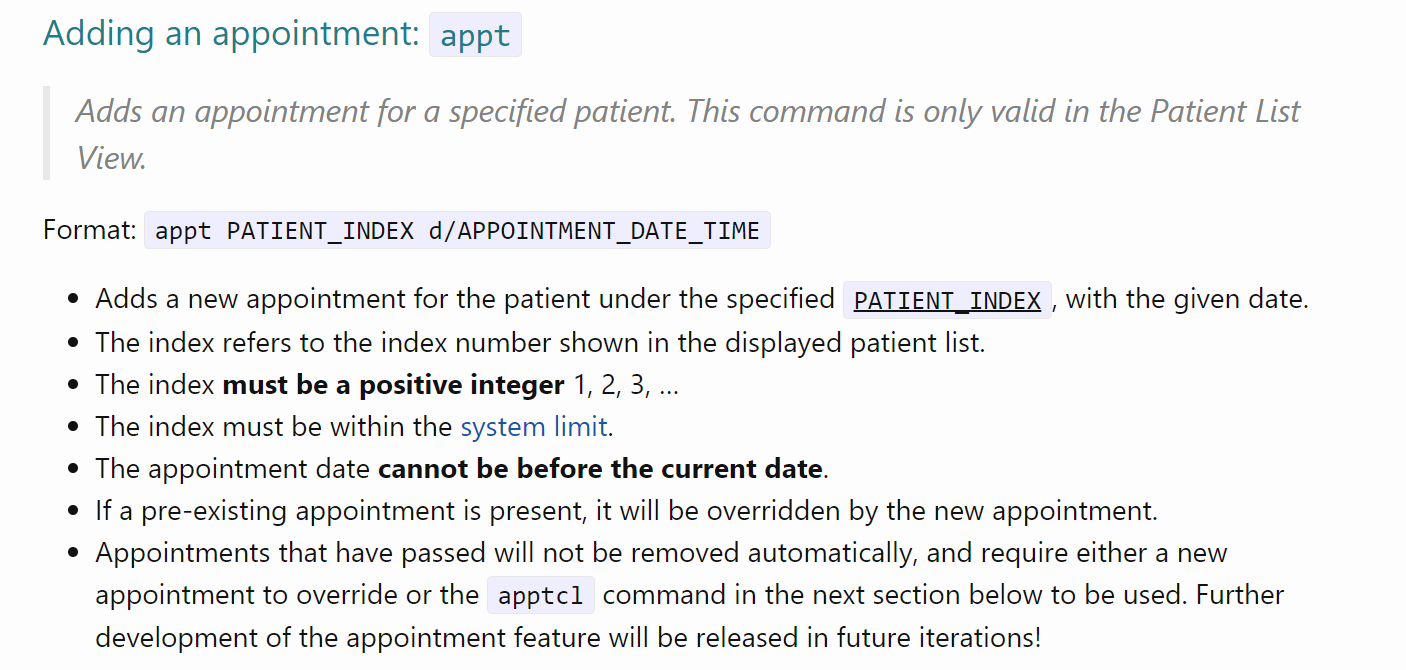 Adding an appointment: appt
Adds an appointment for a specified patient. This command is only valid in the Patient List
View.
Format: appt PATIENT_INDEX d/APPOINTMENT_DATE_TIME
• Adds a new appointment for the patient under the specified PATIENT_INDEX, with the given date.
• The index refers to the index number shown in the displayed patient list.
• The index must be a positive integer 1, 2, 3, …
• The index must be within the system limit.
• The appointment date cannot be before the current date.
• If a pre-existing appointment is present, it will be overridden by the new appointment.
• Appointments that have passed will not be removed automatically, and require either a new
appointment to override or the apptcl command in the next section below to be used. Further
development of the appointment feature will be released in future iterations!